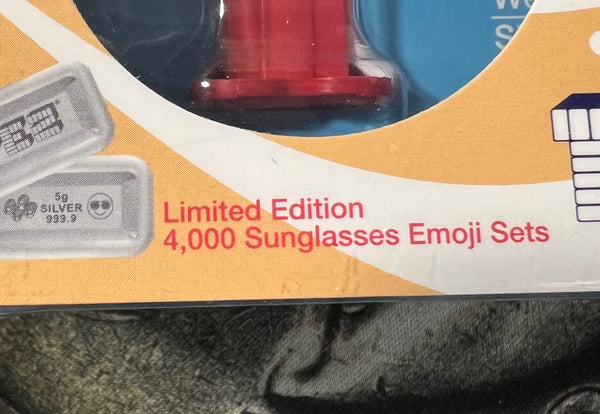 5g
SILVER
999.9
Limited Edition
4,000 Sunglasses Emoji Sets